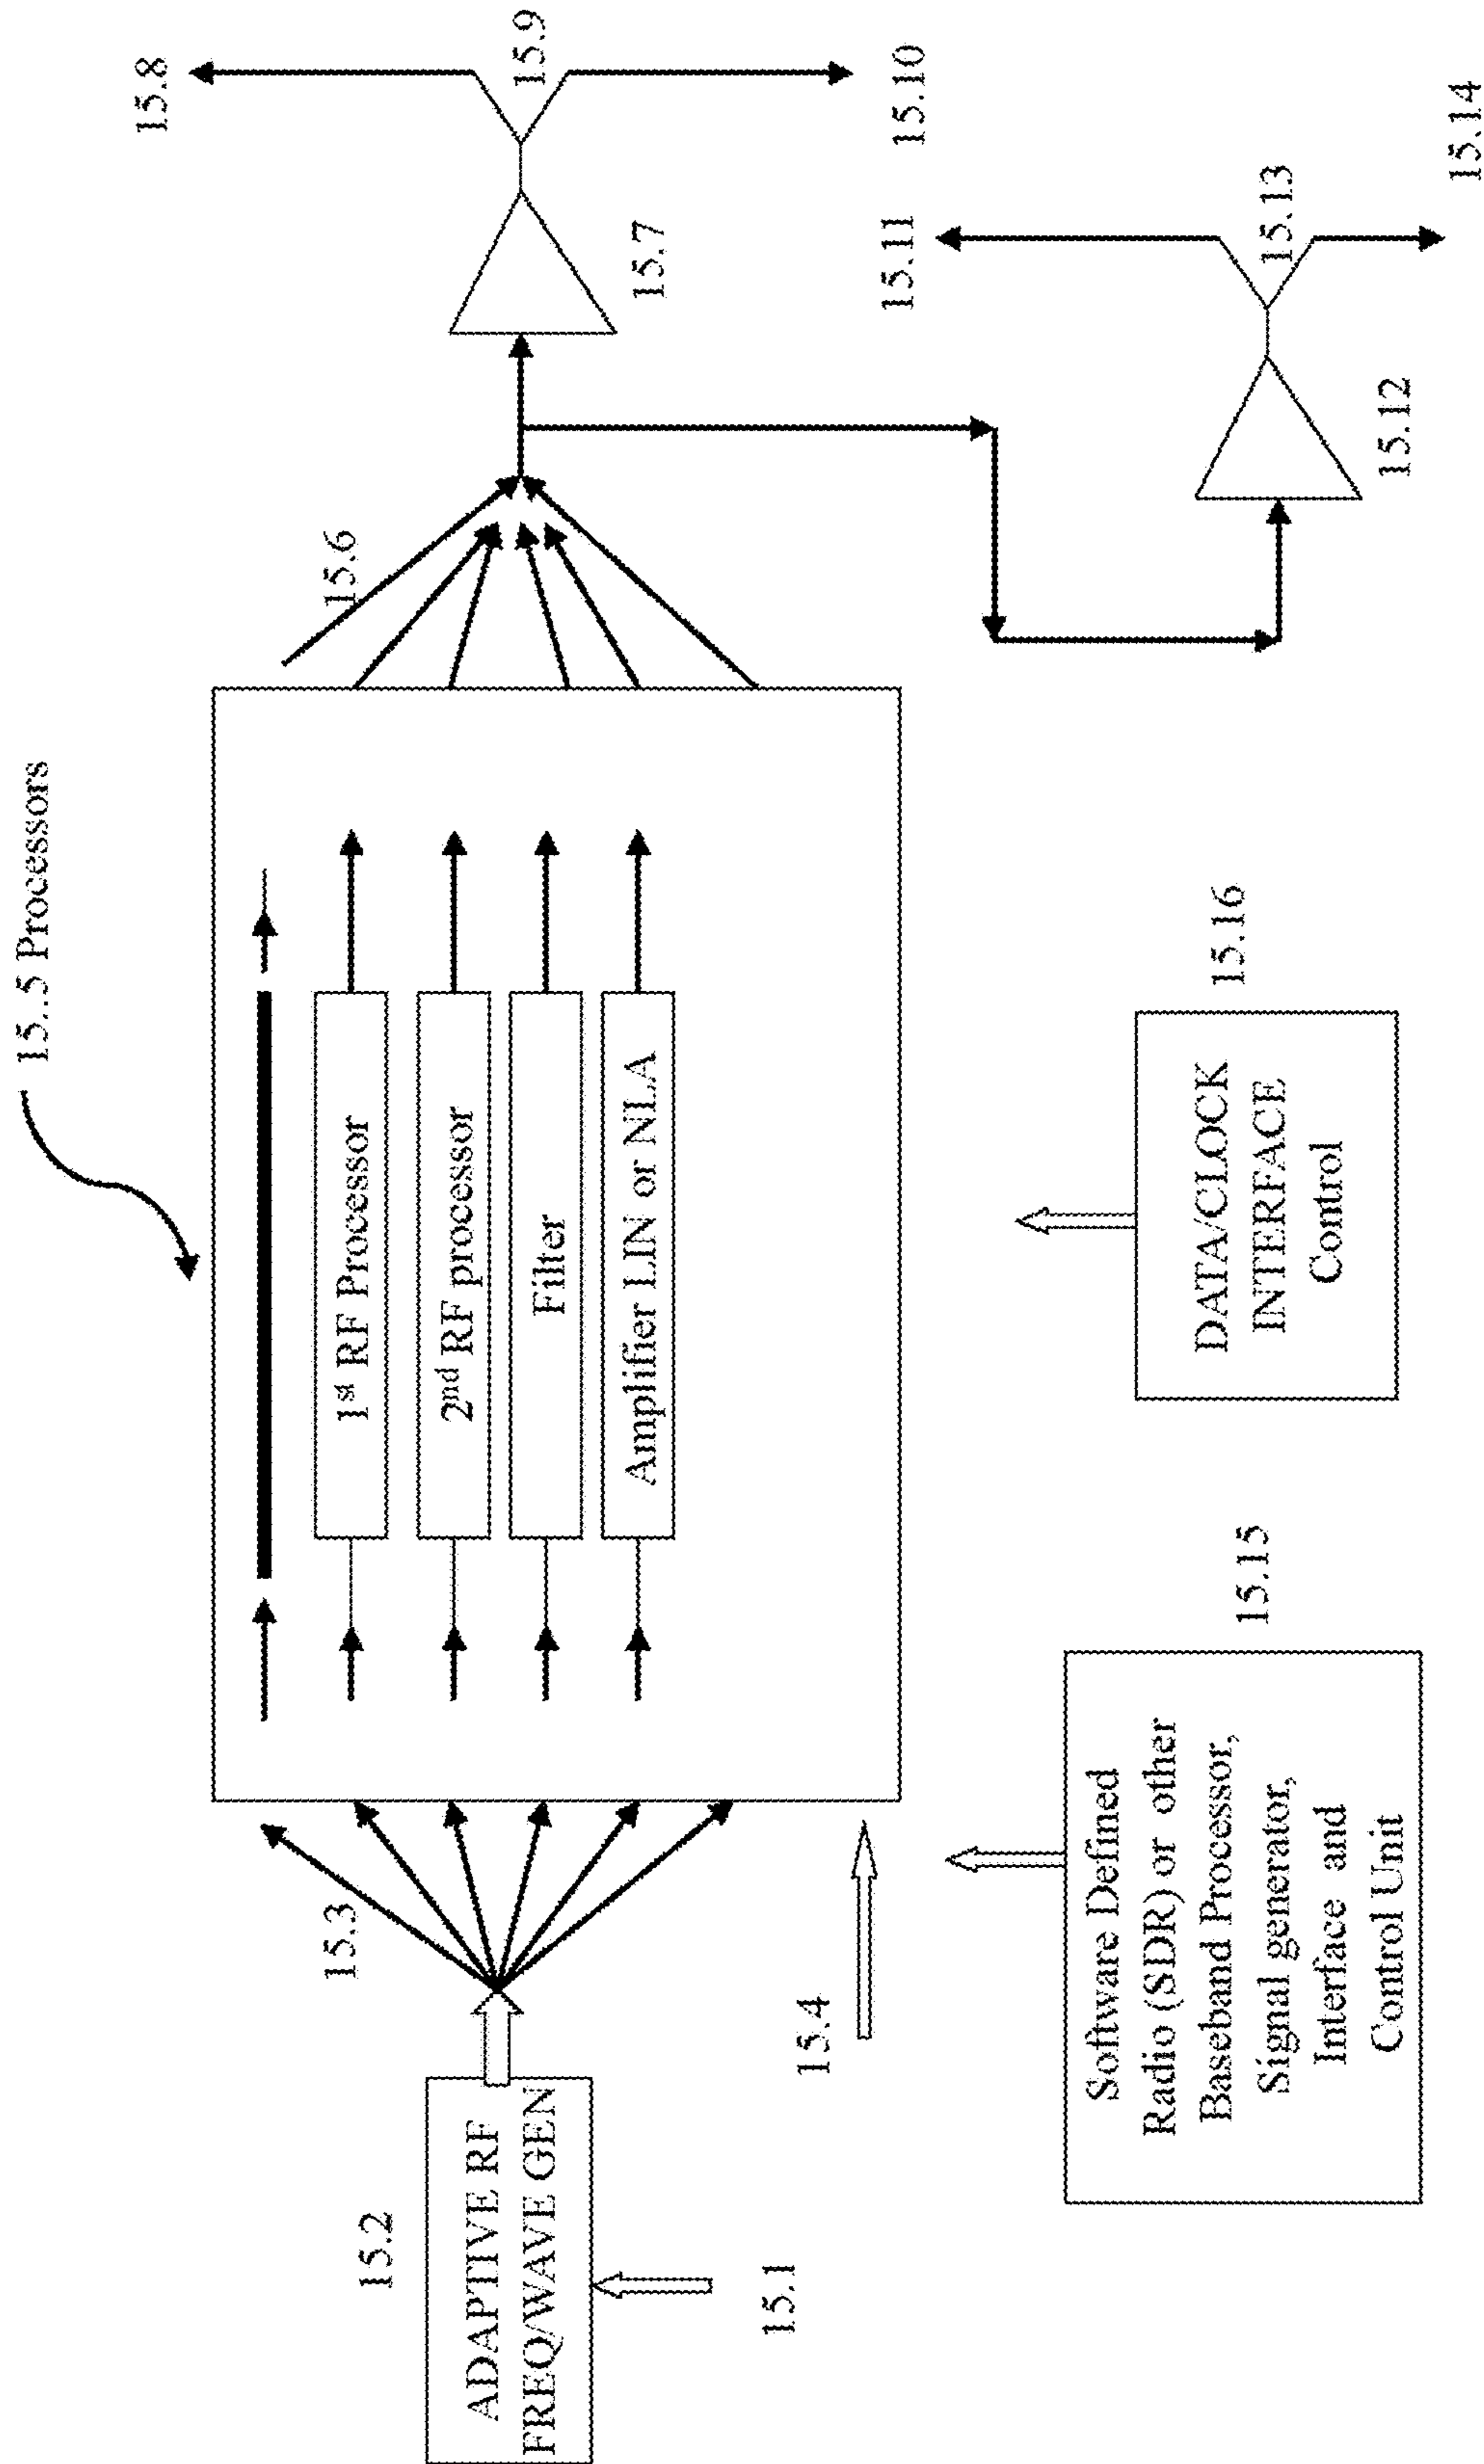 15..5 Processors
15.2
ADAPTIVE RF
FREQ/WAVE GEN
15.1
15.3
15.4
1st RF Processor
2nd RF processor
Filter
Amplifier LIN or NLA
15.6
15.7
15.8
15.9
15.10
15.11
15.12
15.13
15.14
Software Defined
Radio (SDR) or other
Baseband Processor,
Signal generator,
Interface and
Control Unit
15.15
DATA/CLOCK
INTERFACE
Control
15.16